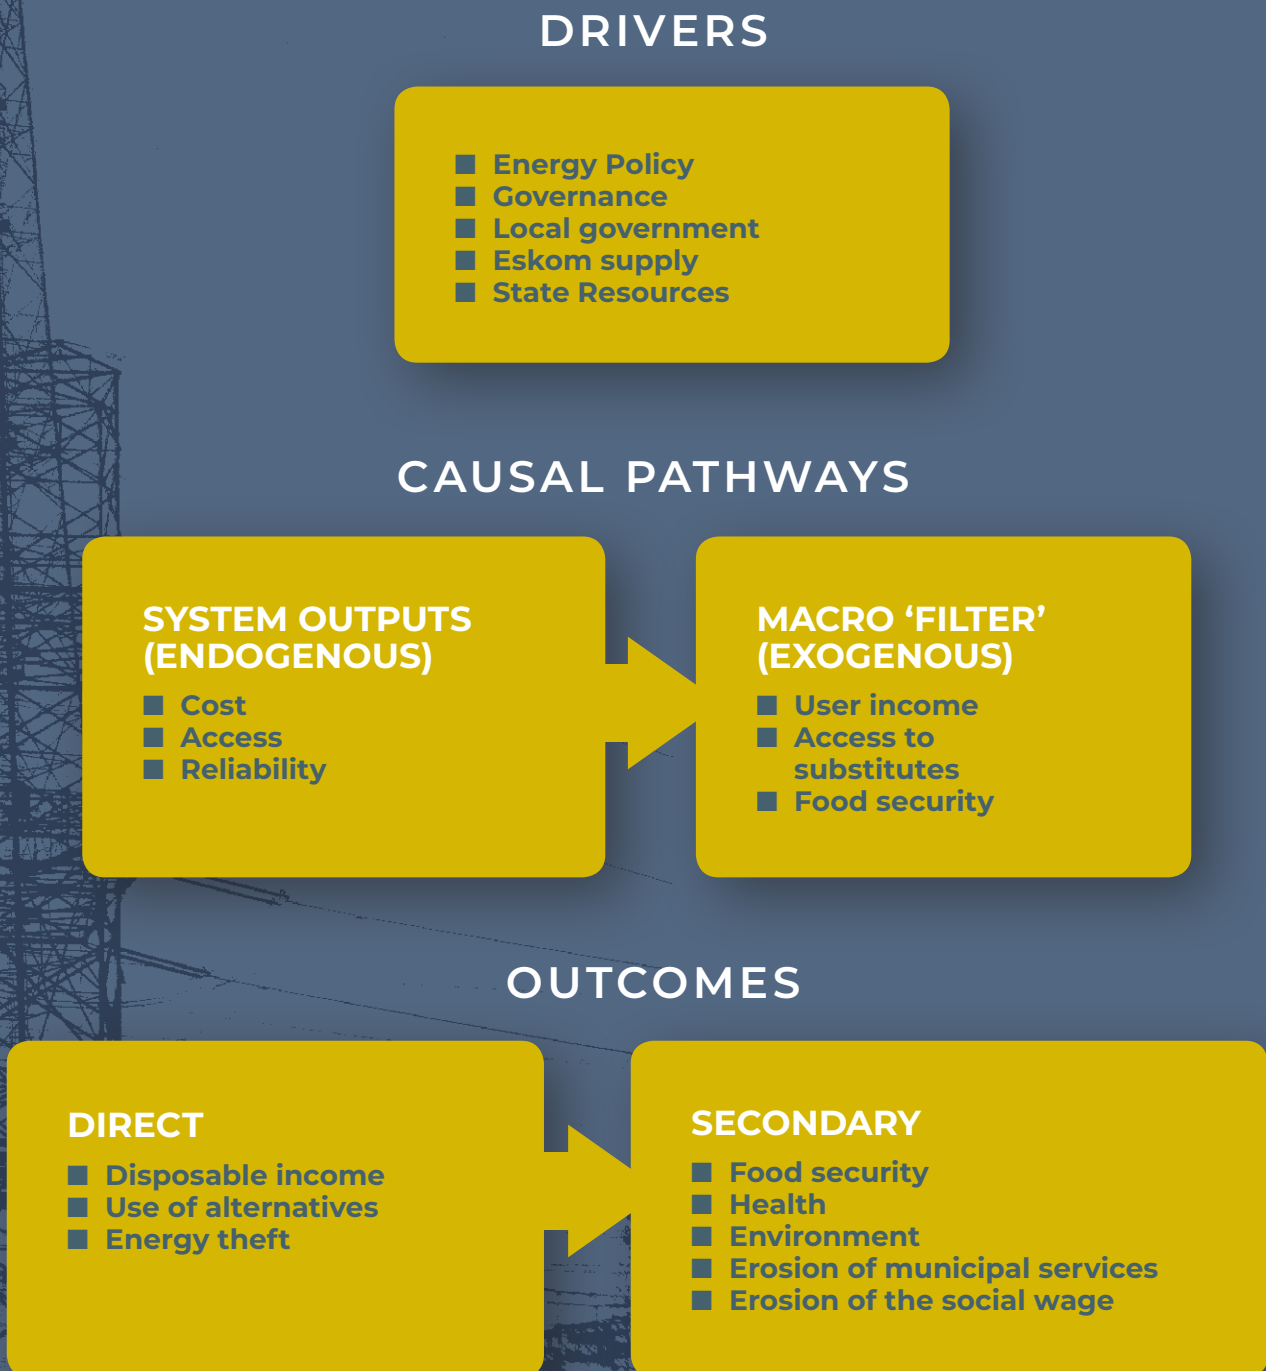 DRIVERS
■ Energy Policy
■ Governance
■ Local government
■ Eskom supply
■ State Resources
CAUSAL PATHWAYS
SYSTEM OUTPUTS
(ENDOGENOUS)
■ Cost
■ Access
■ Reliability
MACRO ‘FILTER’
(EXOGENOUS)
■ User income
■ Access to
substitutes
■ Food security
OUTCOMES
DIRECT
■ Disposable income
■ Use of alternatives
■ Energy theft
SECONDARY
■ Food security
■ Health
■ Environment
■ Erosion of municipal services
■ Erosion of the social wage